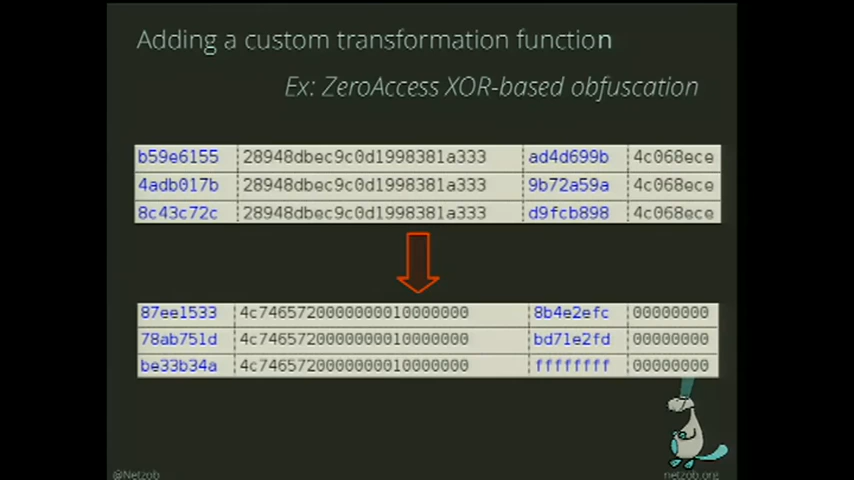 Adding a custom transformation function
Ex: ZeroAccess XOR-based obfuscation
b59e6155 28948dbec9c0d1998381a333 ad4d699b 4c068ece
4adb017b 28948dbec9c0d1998381a333 9b72a59a 4c068ece
8c43c72c 28948dbec9c0d1998381a333 d9fcb898 4c068ece
87ee1533 4c7465720000000010000000 8b4e2efc 00000000
78ab751d 4c7465720000000010000000 bd71e2fd 00000000
be33b34a 4c7465720000000010000000 ffffffff 00000000
@Netzob netzob.org